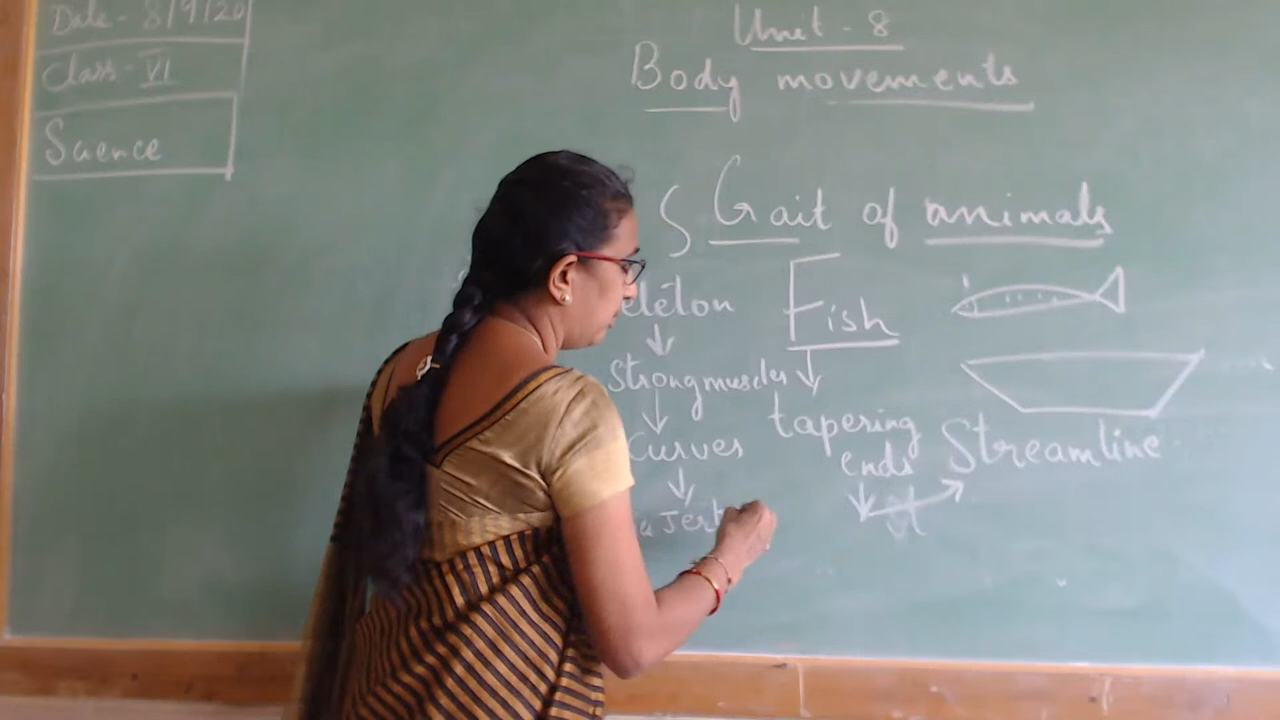 Date - 8/9/20
Class - VI
Science
Unit - 8
Body movements
Gait of animals
Fish
Strong muscles
tapering
Curves
ends
Streamline